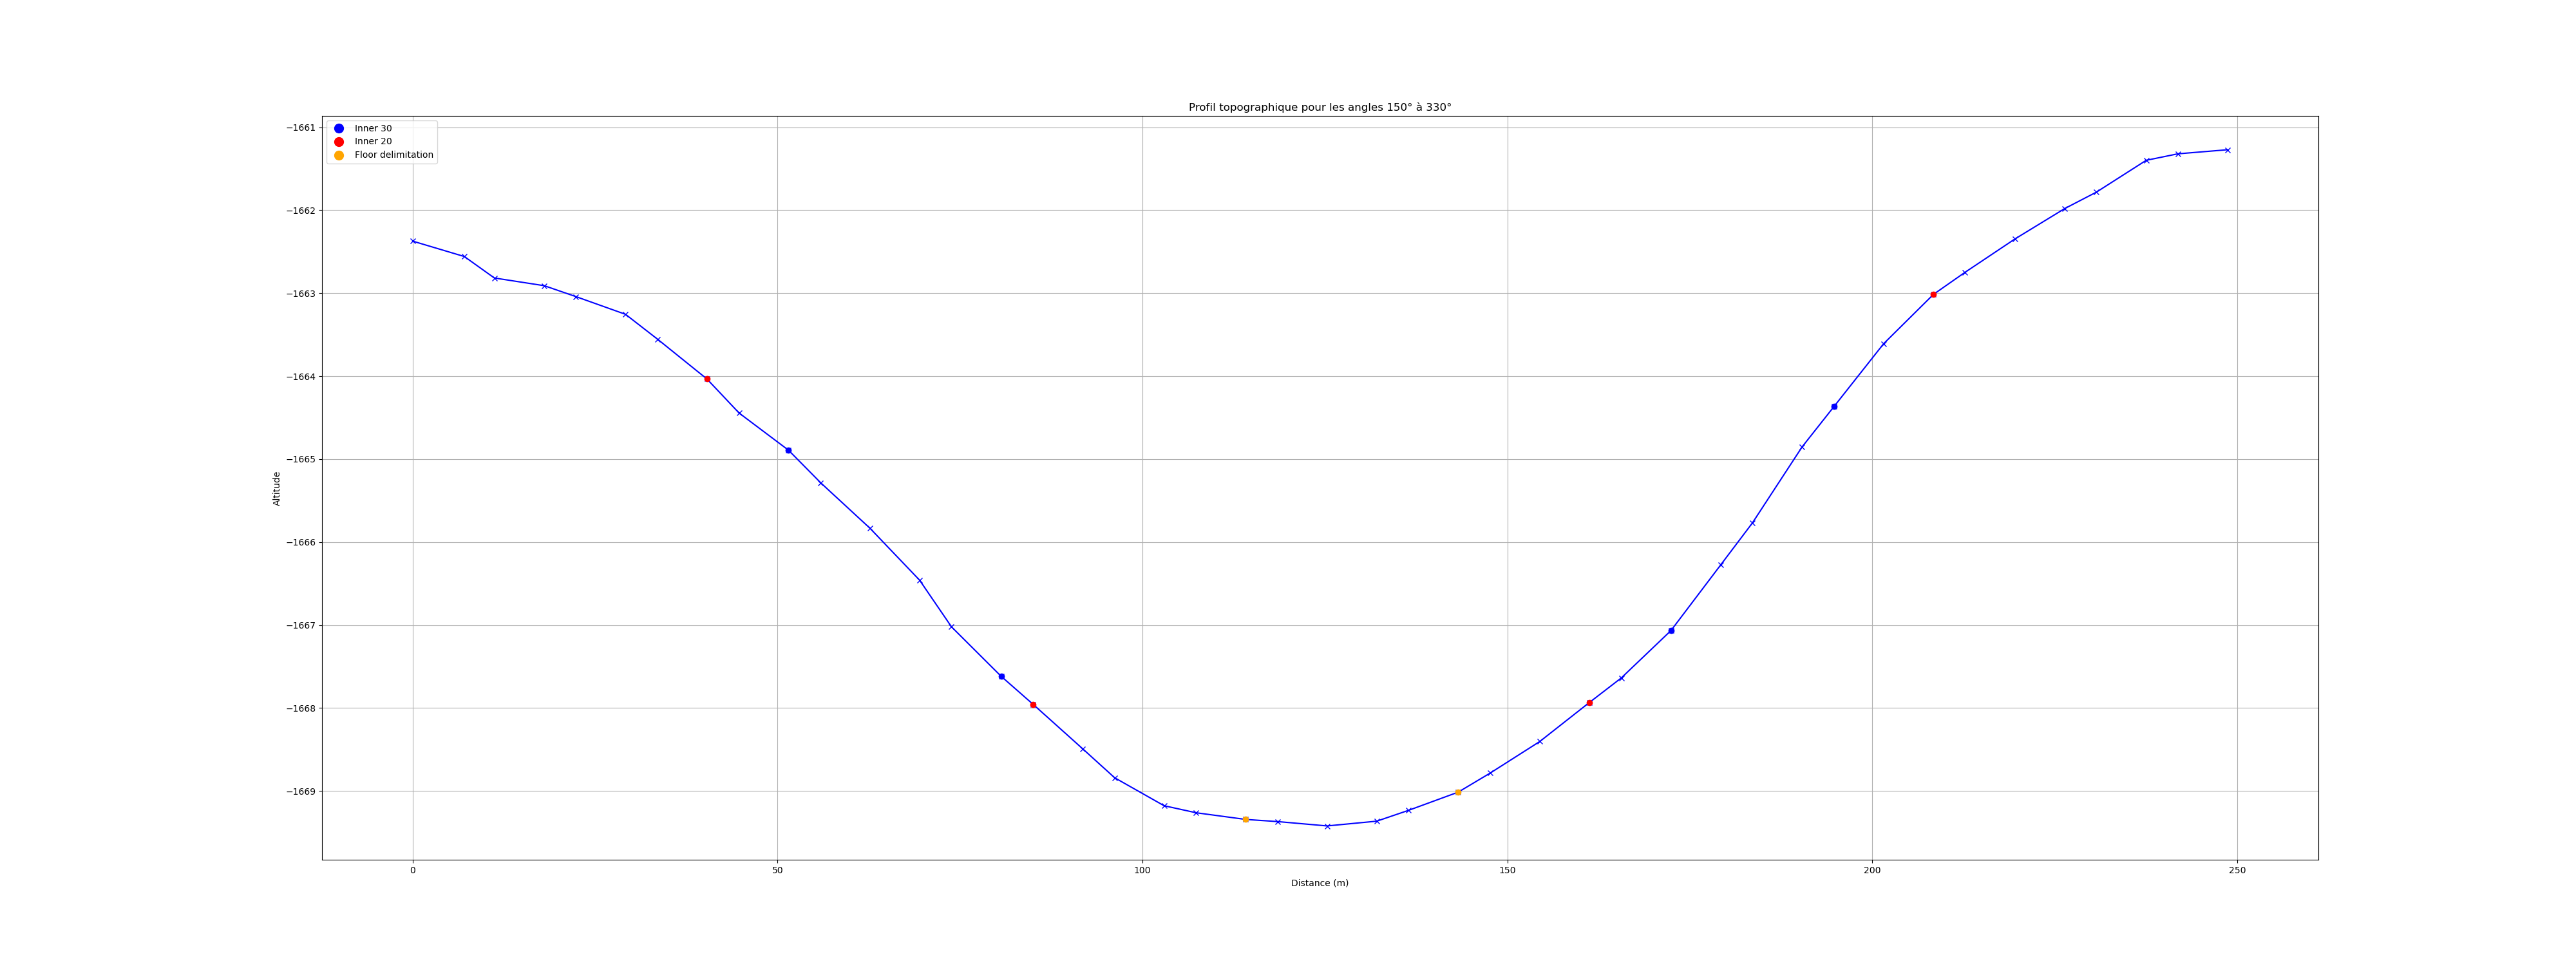 Profil topographique pour les angles 150° à 330°
Inner 30
Inner 20
Floor delimitation
−1661
−1662
−1663
−1664
−1665
−1666
−1667
−1668
−1669
Altitude
0 50 100 150 200 250
Distance (m)